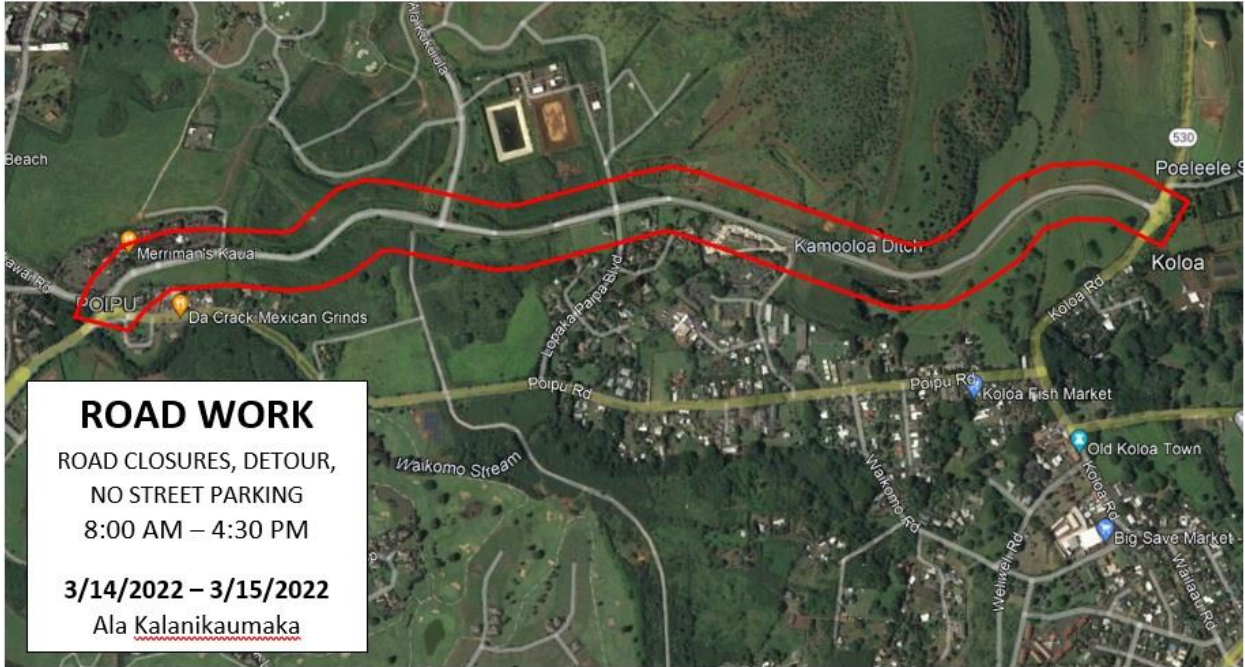 Ala Kukuiula
530
Poeleele S
Beach
Merriman's Kauai
Kamooloa Ditch
Koloa
POIPU
Da Crack Mexican Grinds
Lopaka Paipa Blvd
Koloa Rd
Poipu Rd
Poipu Rd
Koloa Fish Market
Old Koloa Town
Waikomo Stream
Waikomo Rd
Koloa Rd
Big Save Market -
Weliweli Rd
Wailaau Rd
ROAD WORK
ROAD CLOSURES, DETOUR,
NO STREET PARKING
8:00 AM – 4:30 PM
3/14/2022 – 3/15/2022
Ala Kalanikaumaka